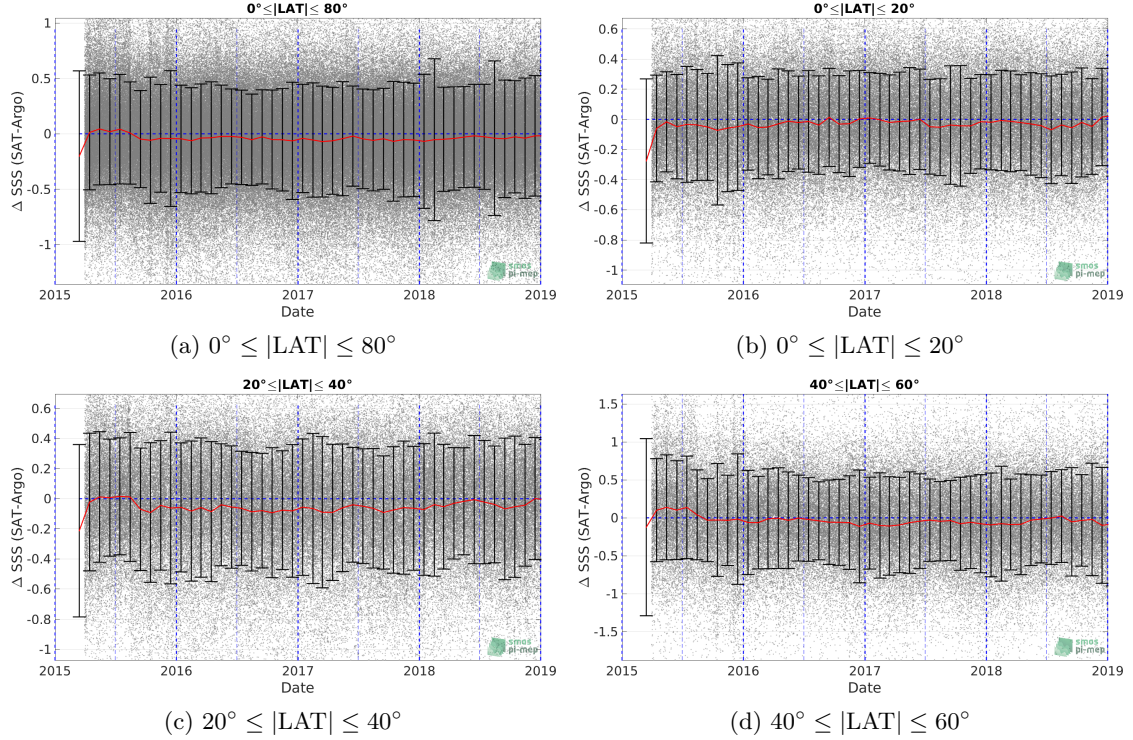 0°≤|LAT|≤ 80°
Δ SSS (SAT-Argo)
1
0.5
0
-0.5
-1
2015 2016 2017 2018 2019
Date
smos
pi-mep
(a) 0° ≤ |LAT| ≤ 80°
0°≤|LAT|≤ 20°
Δ SSS (SAT-Argo)
0.6
0.4
0.2
0
-0.2
-0.4
-0.6
-0.8
-1
2015 2016 2017 2018 2019
Date
smos
pi-mep
(b) 0° ≤ |LAT| ≤ 20°
20°≤|LAT|≤ 40°
Δ SSS (SAT-Argo)
0.6
0.4
0.2
0
-0.2
-0.4
-0.6
-0.8
-1
2015 2016 2017 2018 2019
Date
smos
pi-mep
(c) 20° ≤ |LAT| ≤ 40°
40°≤|LAT|≤ 60°
Δ SSS (SAT-Argo)
1.5
1
0.5
0
-0.5
-1
-1.5
2015 2016 2017 2018 2019
Date
smos
pi-mep
(d) 40° ≤ |LAT| ≤ 60°